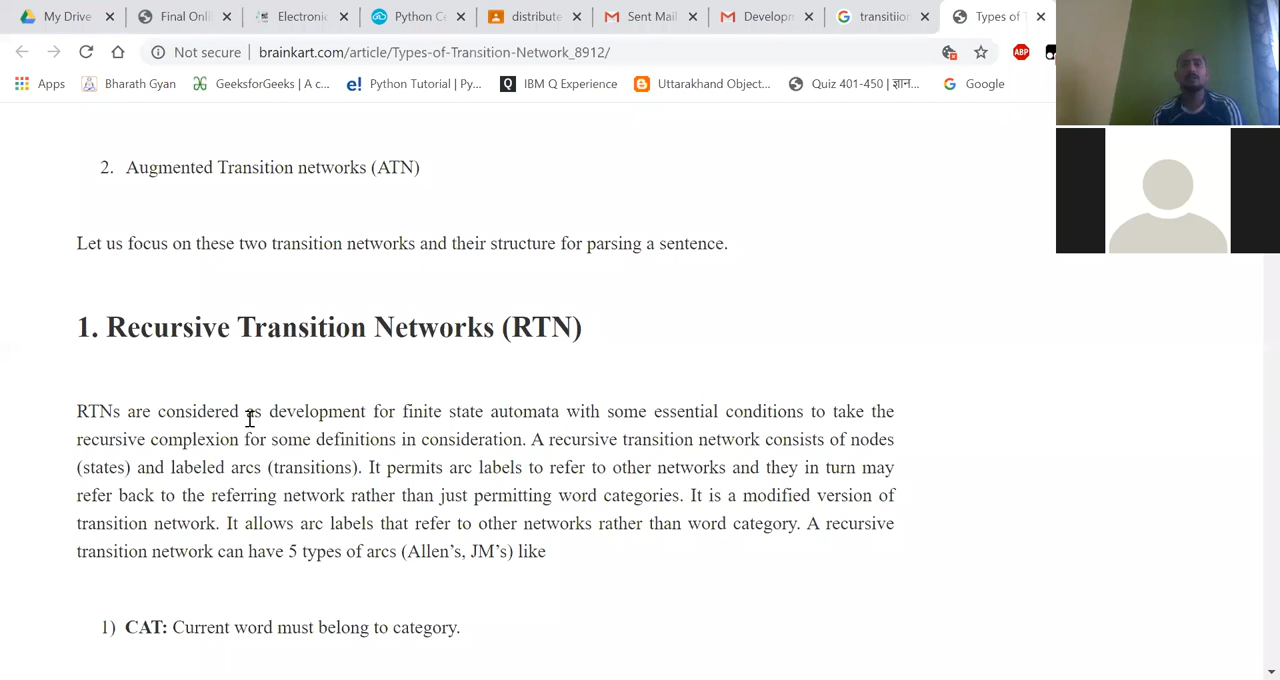 My Drive
Final Onli
Electronic
Python Ce
distribute
Sent Mail
Developm
transitiion
Types of T
Not secure
brainkart.com/article/Types-of-Transition-Network_8912/
ABP
Apps
Bharath Gyan
GeeksforGeeks | A c...
Python Tutorial | Py...
IBM Q Experience
Uttarakhand Object...
Quiz 401-450 | ज्ञान...
Google
2. Augmented Transition networks (ATN)
Let us focus on these two transition networks and their structure for parsing a sentence.
1. Recursive Transition Networks (RTN)
RTNs are considered as development for finite state automata with some essential conditions to take the
recursive complexion for some definitions in consideration. A recursive transition network consists of nodes
(states) and labeled arcs (transitions). It permits arc labels to refer to other networks and they in turn may
refer back to the referring network rather than just permitting word categories. It is a modified version of
transition network. It allows arc labels that refer to other networks rather than word category. A recursive
transition network can have 5 types of arcs (Allen’s, JM’s) like
1) CAT: Current word must belong to category.